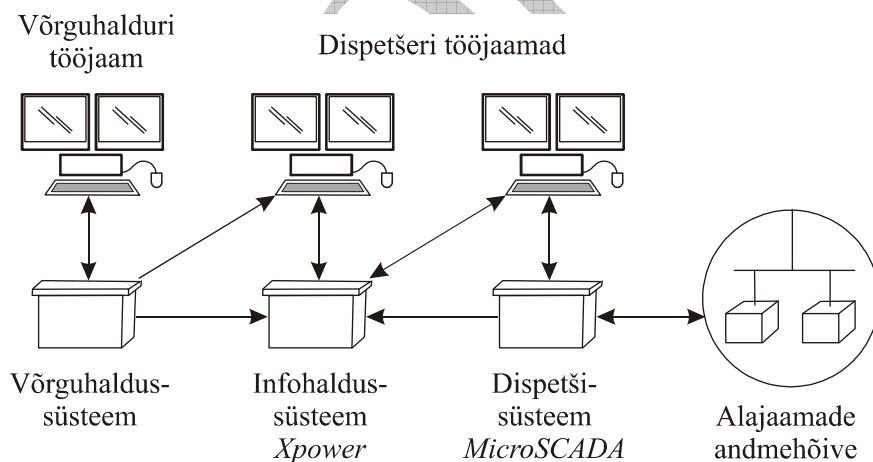 Võrguhalduri
tööjaam
Dispetšeri tööjaamad
Võrguhaldus-
süsteem
Infohaldus-
süsteem
Xpower
Dispetši-
süsteem
MicroSCADA
Alajaamade
andmehõive